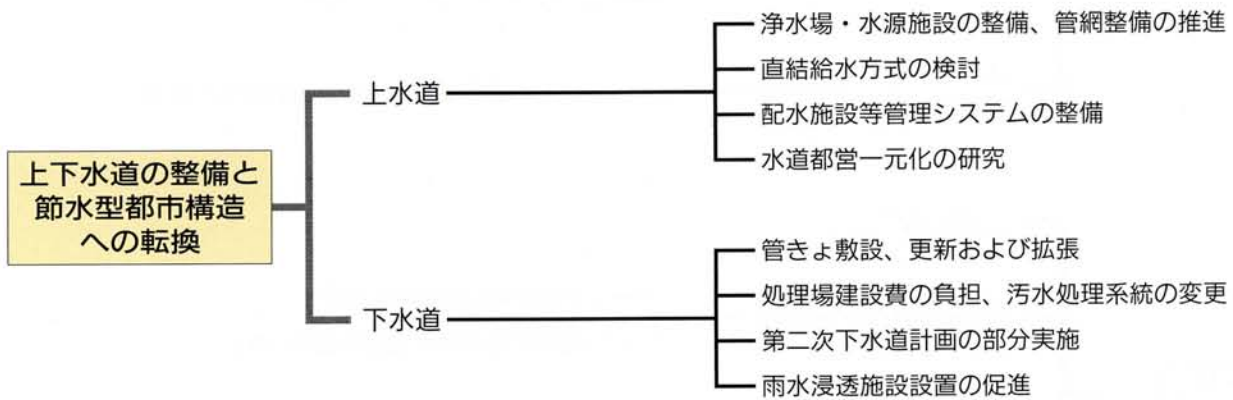 上下水道の整備と
節水型都市構造
への転換
上水道
浄水場・水源施設の整備、管網整備の推進
直結給水方式の検討
配水施設等管理システムの整備
水道都営一元化の研究
下水道
管きょ敷設、更新および拡張
処理場建設費の負担、汚水処理系統の変更
第二次下水道計画の部分実施
雨水浸透施設設置の促進